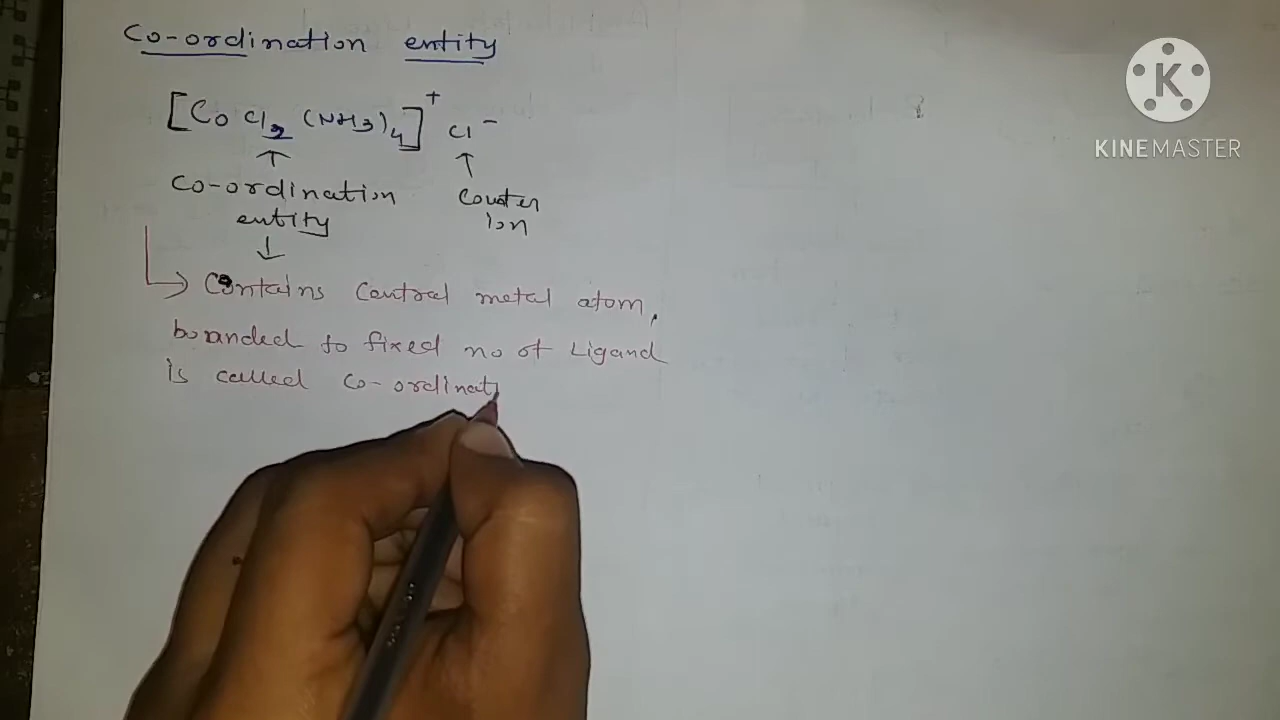 Co-ordination entity
[Co Cl2 (NH3)4]+ Cl-
Co-ordination
entity
Counter
Ion
Contains Central metal atom,
bounded to fixed no of Ligand
is called Co-ordinat
K
KINEMASTER